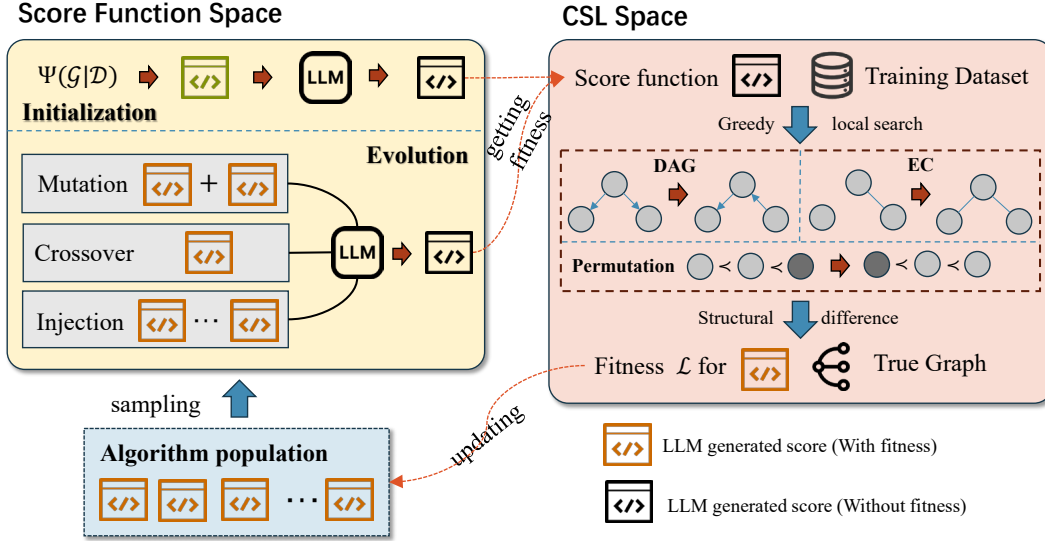 Score Function Space
Ψ(𝒢|𝒟)
</>
LLM
</>
Initialization
Evolution
Mutation </> + </>
Crossover </>
Injection </> ··· </>
LLM
</>
getting
fitness
sampling
Algorithm population
</> </> </> ··· </>
updating
CSL Space
Score function </> Training Dataset
Greedy local search
DAG
EC
Permutation ≺ ≺ ≺ ≺
Structural difference
Fitness ℒ for </> True Graph
</> LLM generated score (With fitness)
</> LLM generated score (Without fitness)